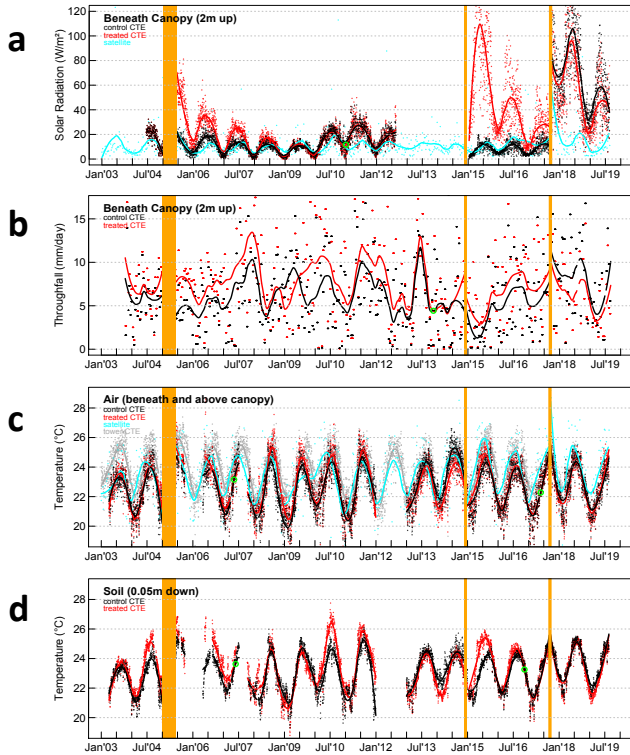 a
Beneath Canopy (2m up)
control CTE
treated CTE
satellite
Solar Radiation (W/m²)
120
100
80
60
40
20
0
Jan'03 Jul'04 Jan'06 Jul'07 Jan'09 Jul'10 Jan'12 Jul'13 Jan'15 Jul'16 Jan'18 Jul'19
b
Beneath Canopy (2m up)
control CTE
treated CTE
Throughfall (mm/day)
15
10
5
0
Jan'03 Jul'04 Jan'06 Jul'07 Jan'09 Jul'10 Jan'12 Jul'13 Jan'15 Jul'16 Jan'18 Jul'19
c
Air (beneath and above canopy)
control CTE
treated CTE
satellite
tower CTE
Temperature (°C)
28
26
24
22
20
Jan'03 Jul'04 Jan'06 Jul'07 Jan'09 Jul'10 Jan'12 Jul'13 Jan'15 Jul'16 Jan'18 Jul'19
d
Soil (0.05m down)
control CTE
treated CTE
Temperature (°C)
28
26
24
22
20
18
Jan'03 Jul'04 Jan'06 Jul'07 Jan'09 Jul'10 Jan'12 Jul'13 Jan'15 Jul'16 Jan'18 Jul'19